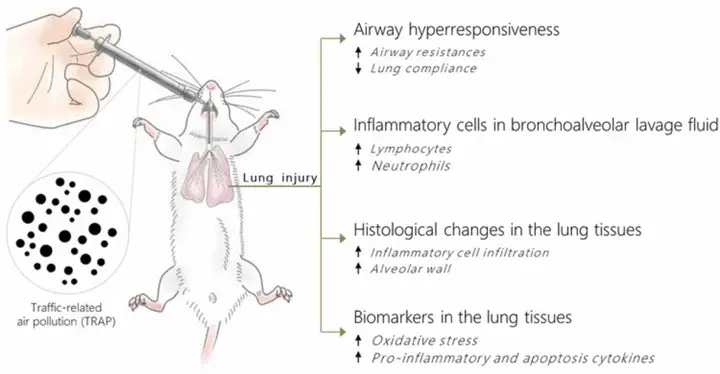 Airway hyperresponsiveness
↑ Airway resistances
↓ Lung compliance
Inflammatory cells in bronchoalveolar lavage fluid
↑ Lymphocytes
↑ Neutrophils
Lung injury
Histological changes in the lung tissues
↑ Inflammatory cell infiltration
↑ Alveolar wall
Traffic-related
air pollution (TRAP)
Biomarkers in the lung tissues
↑ Oxidative stress
↑ Pro-inflammatory and apoptosis cytokines